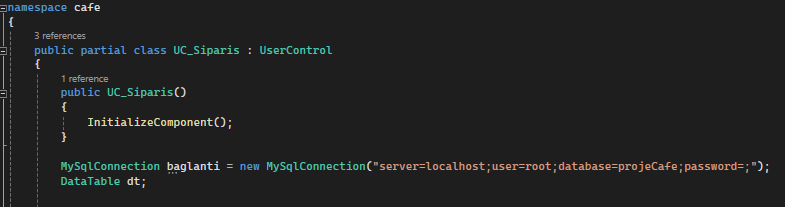 namespace cafe
{
3 references
public partial class UC_Siparis : UserControl
{
1 reference
public UC_Siparis()
{
InitializeComponent();
}
MySqlConnection baglanti = new MySqlConnection("server=localhost;user=root;database=projeCafe;password=;");
DataTable dt;